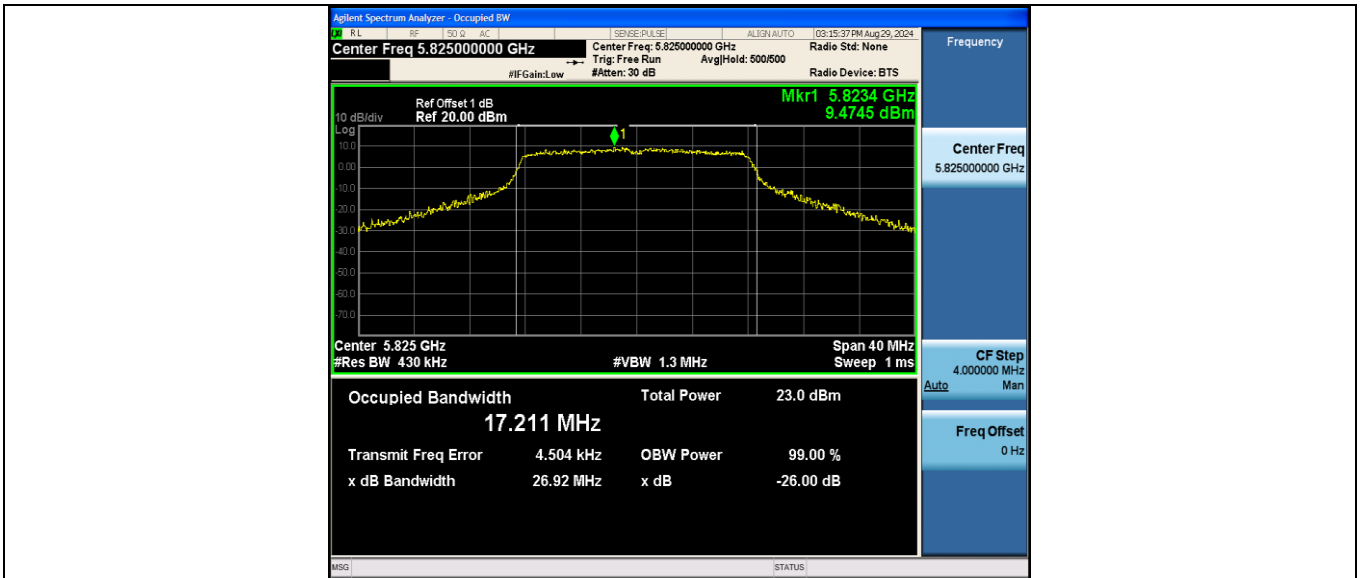 Agilent Spectrum Analyzer - Occupied BW
LXI RL RF 50 Ω AC SENSE:PULSE ALIGN AUTO 03:15:37 PM Aug 29, 2024
Center Freq 5.825000000 GHz
Center Freq: 5.825000000 GHz Radio Std: None
Trig: Free Run Avg|Hold: 500/500
#IFGain:Low #Atten: 30 dB Radio Device: BTS
Frequency
Mkr1 5.8234 GHz
9.4745 dBm
Ref Offset 1 dB
10 dB/div Ref 20.00 dBm
Log
1
10.0
0.00
-10.0
-20.0
-30.0
-40.0
-50.0
-60.0
-70.0
Center 5.825 GHz Span 40 MHz
#Res BW 430 kHz #VBW 1.3 MHz Sweep 1 ms
Occupied Bandwidth Total Power 23.0 dBm
17.211 MHz
Transmit Freq Error 4.504 kHz OBW Power 99.00 %
x dB Bandwidth 26.92 MHz x dB -26.00 dB
Center Freq
5.825000000 GHz
CF Step
4.000000 MHz
Auto Man
Freq Offset
0 Hz
MSG STATUS